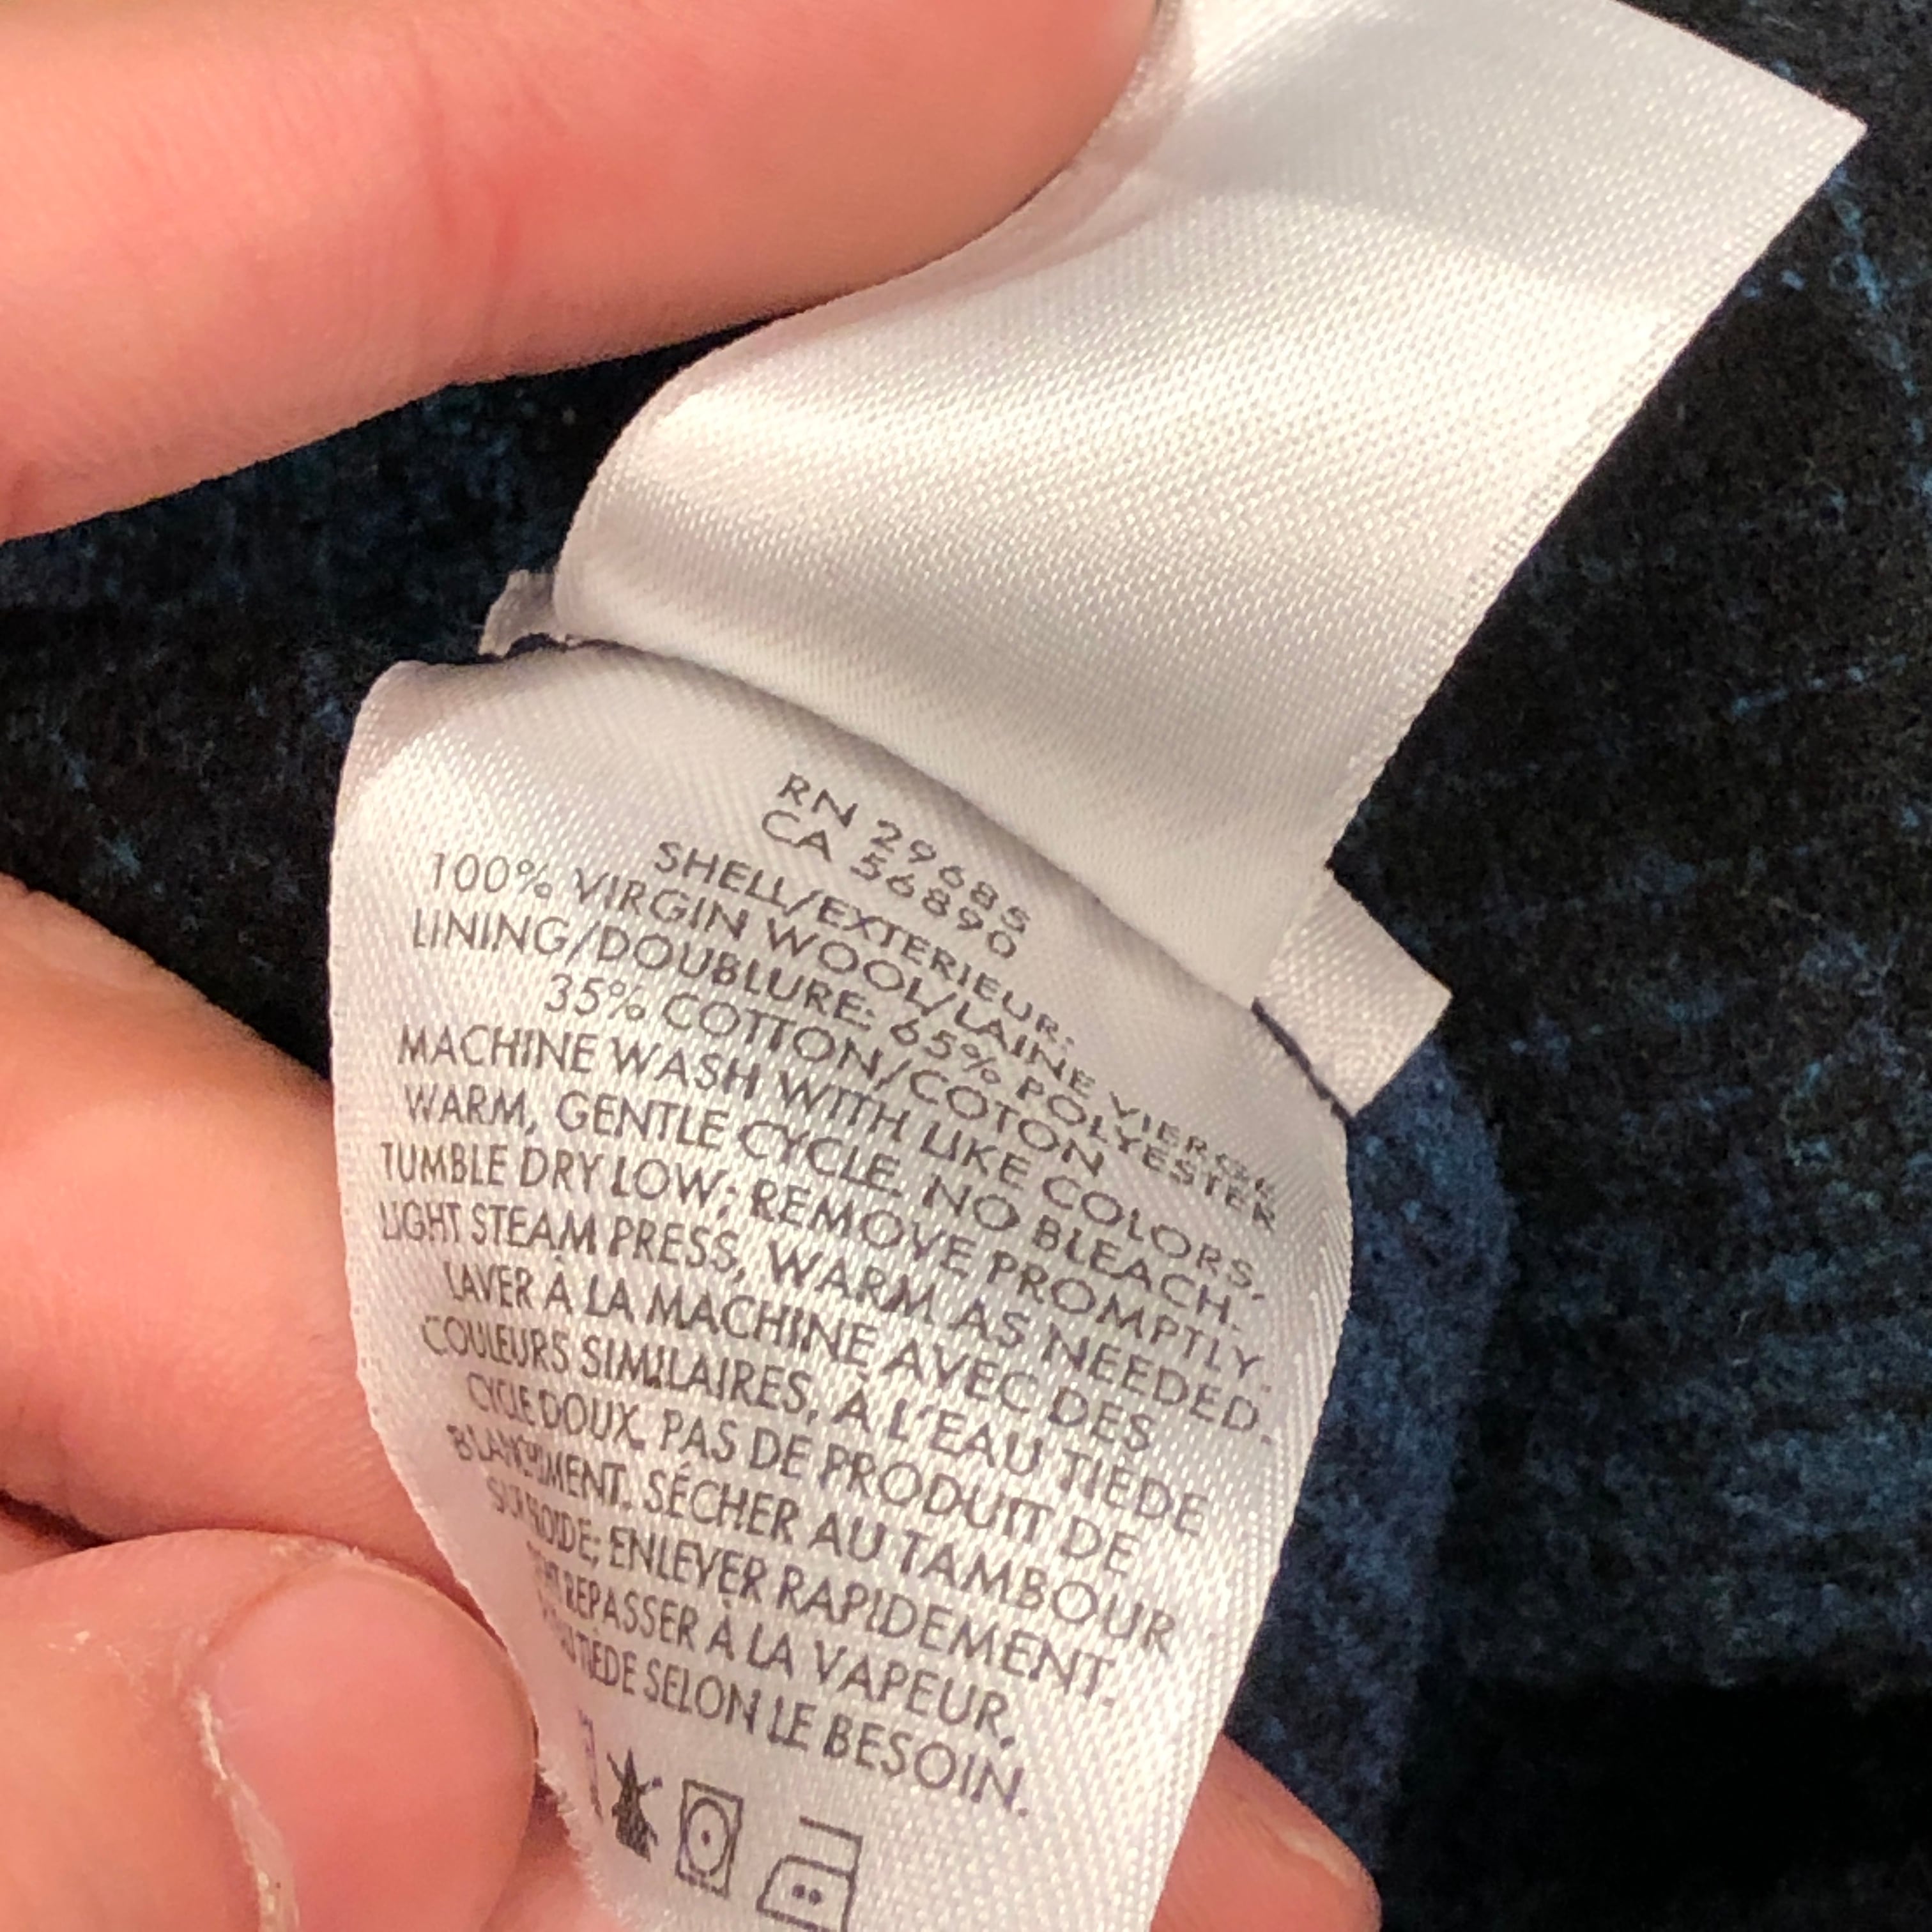 RN 29685
CA 56890
SHELL/EXTERIEUR:
100% VIRGIN WOOL/LAINE VIERGE
LINING/DOUBLURE: 65% POLYESTER
35% COTTON/COTON
MACHINE WASH WITH LIKE COLORS,
WARM, GENTLE CYCLE. NO BLEACH.
TUMBLE DRY LOW; REMOVE PROMPTLY.
LIGHT STEAM PRESS, WARM AS NEEDED.
LAVER À LA MACHINE AVEC DES
COULEURS SIMILAIRES, À L'EAU TIÈDE
CYCLE DOUX. PAS DE PRODUIT DE
BLANCHIMENT. SÉCHER AU TAMBOUR
ENLEVER RAPIDEMENT.
REPASSER À LA VAPEUR,
TIEDE SELON LE BESOIN.